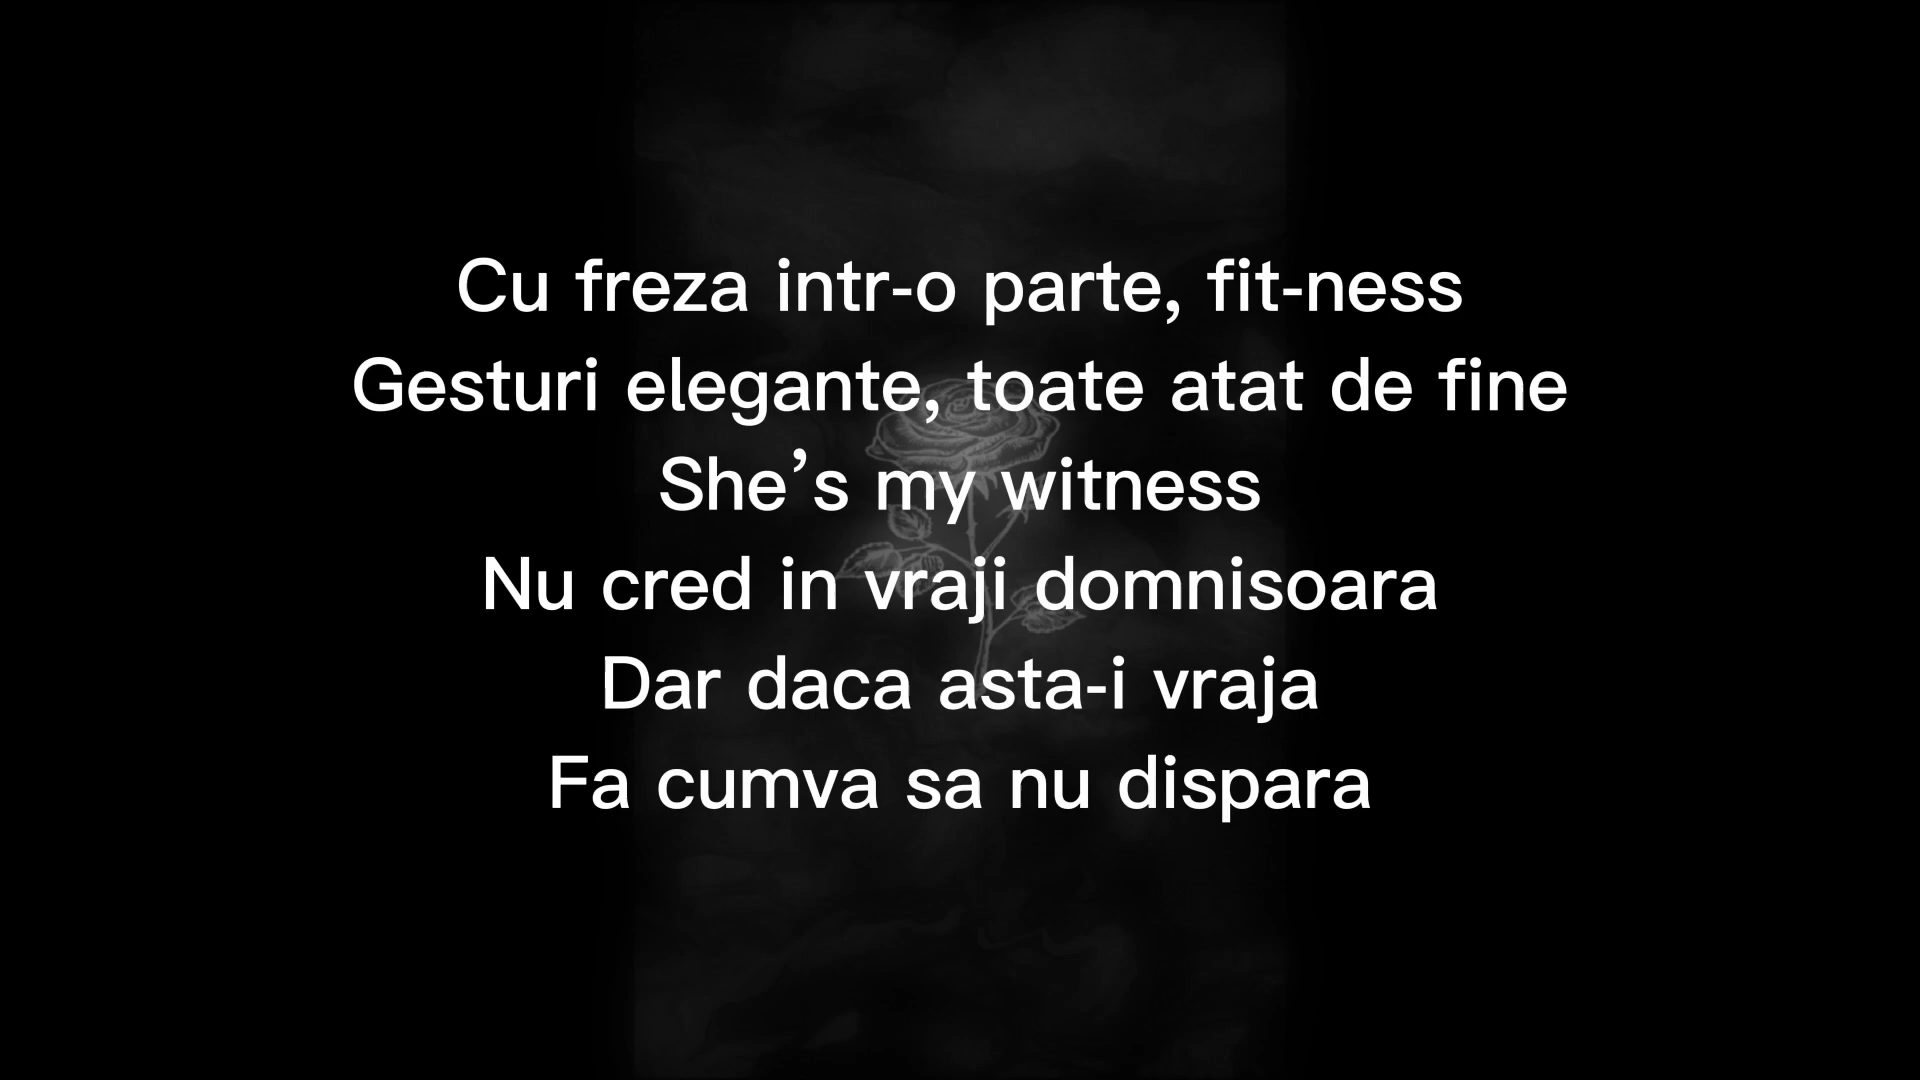 Cu freza intr-o parte, fit-ness
Gesturi elegante, toate atat de fine
She’s my witness
Nu cred in vraji domnisoara
Dar daca asta-i vraja
Fa cumva sa nu dispara